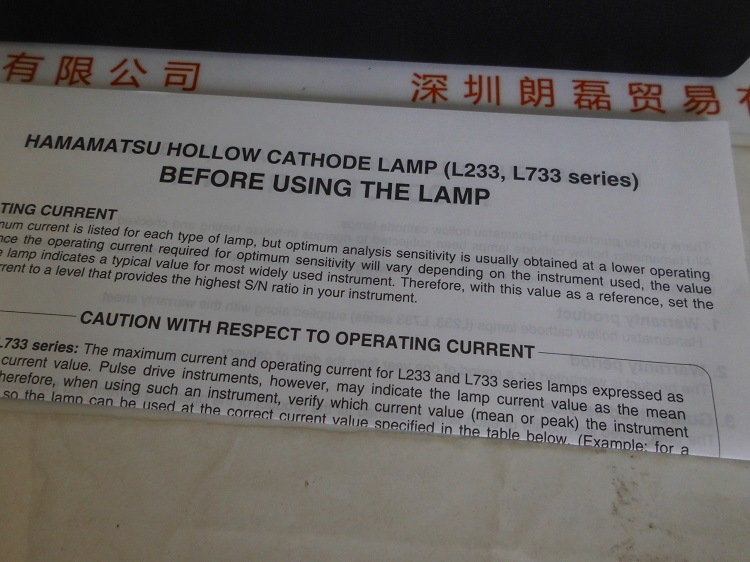 有限公司 深圳朗磊贸易有
HAMAMATSU HOLLOW CATHODE LAMP (L233, L733 series)
BEFORE USING THE LAMP
TING CURRENT
num current is listed for each type of lamp, but optimum analysis sensitivity is usually obtained at a lower operating
nce the operating current required for optimum sensitivity will vary depending on the instrument used, the value
lamp indicates a typical value for most widely used instrument. Therefore, with this value as a reference, set the
rrent to a level that provides the highest S/N ratio in your instrument.
CAUTION WITH RESPECT TO OPERATING CURRENT
L733 series: The maximum current and operating current for L233 and L733 series lamps expressed as
current value. Pulse drive instruments, however, may indicate the lamp current value as the mean
herefore, when using such an instrument, verify which current value (mean or peak) the instrument
so the lamp can be used at the correct current value specified in the table below. (Example: for a